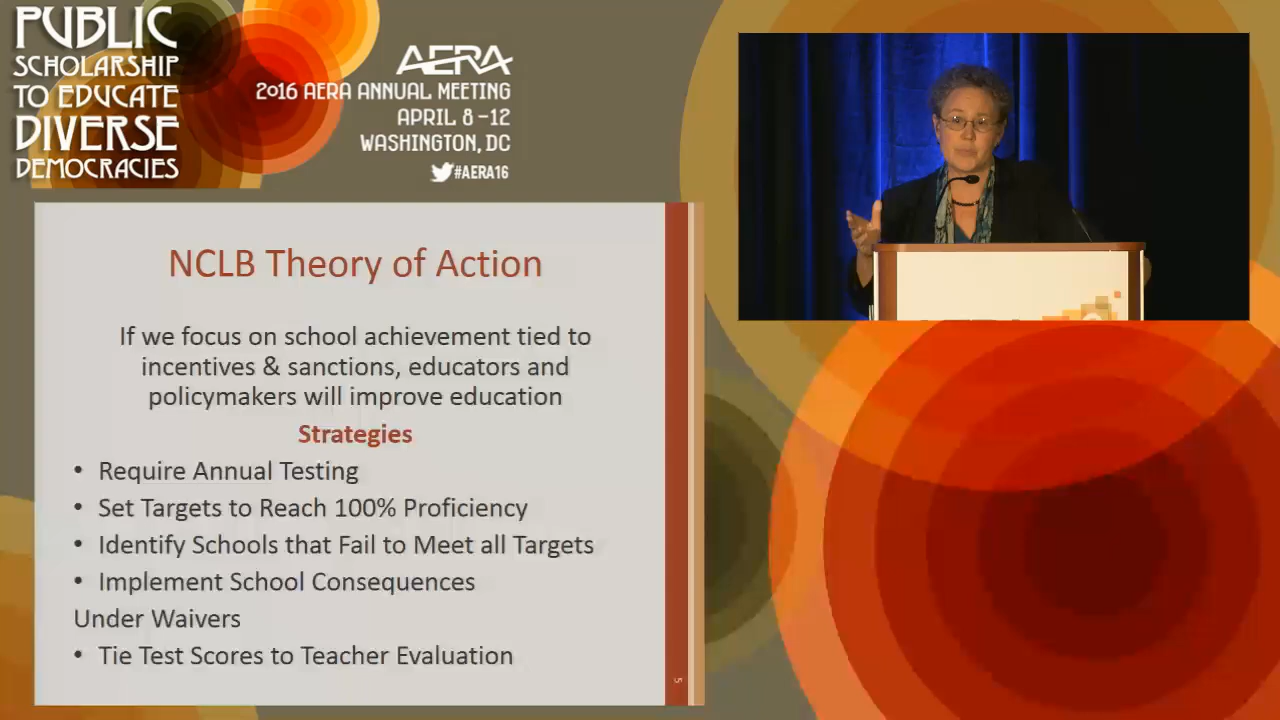 PUBLIC
SCHOLARSHIP
TO EDUCATE
DIVERSE
DEMOCRACIES
AERA
2016 AERA ANNUAL MEETING
APRIL 8-12
WASHINGTON, DC
#AERA16
NCLB Theory of Action
If we focus on school achievement tied to
incentives & sanctions, educators and
policymakers will improve education
Strategies
• Require Annual Testing
• Set Targets to Reach 100% Proficiency
• Identify Schools that Fail to Meet all Targets
• Implement School Consequences
Under Waivers
• Tie Test Scores to Teacher Evaluation
5